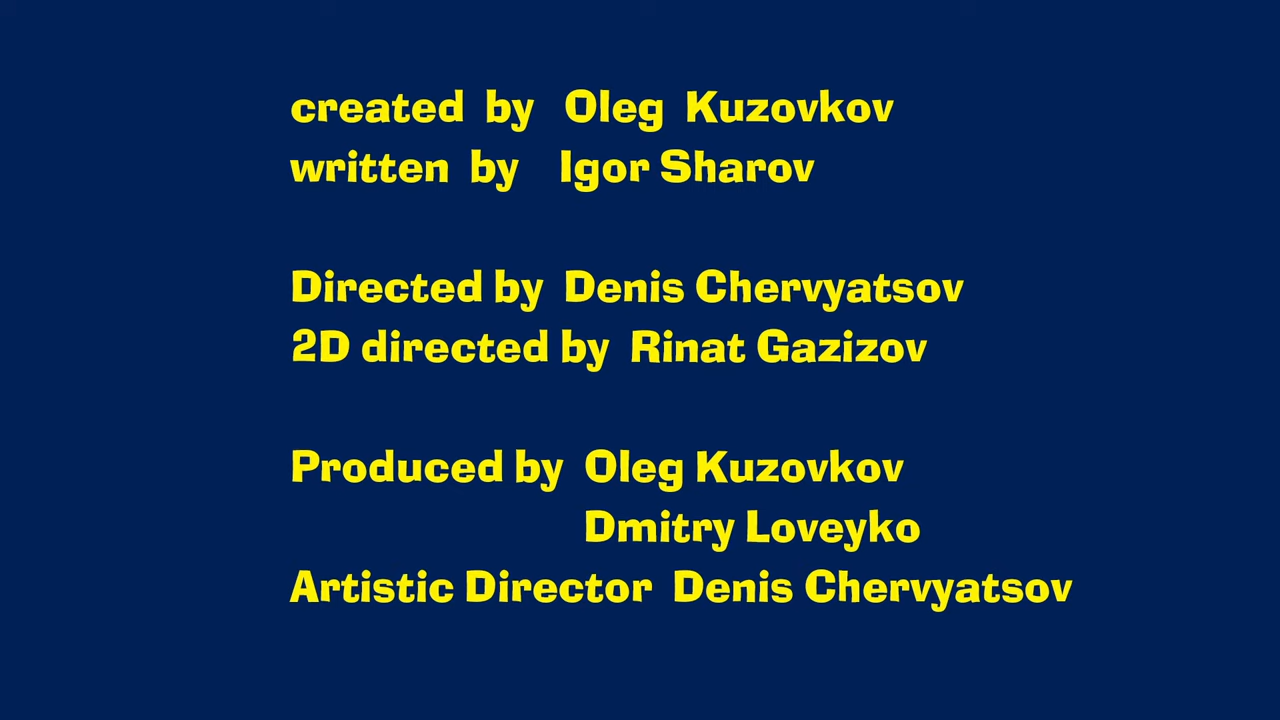 created by Oleg Kuzovkov
written by Igor Sharov
Directed by Denis Chervyatsov
2D directed by Rinat Gazizov
Produced by Oleg Kuzovkov
Dmitry Loveyko
Artistic Director Denis Chervyatsov